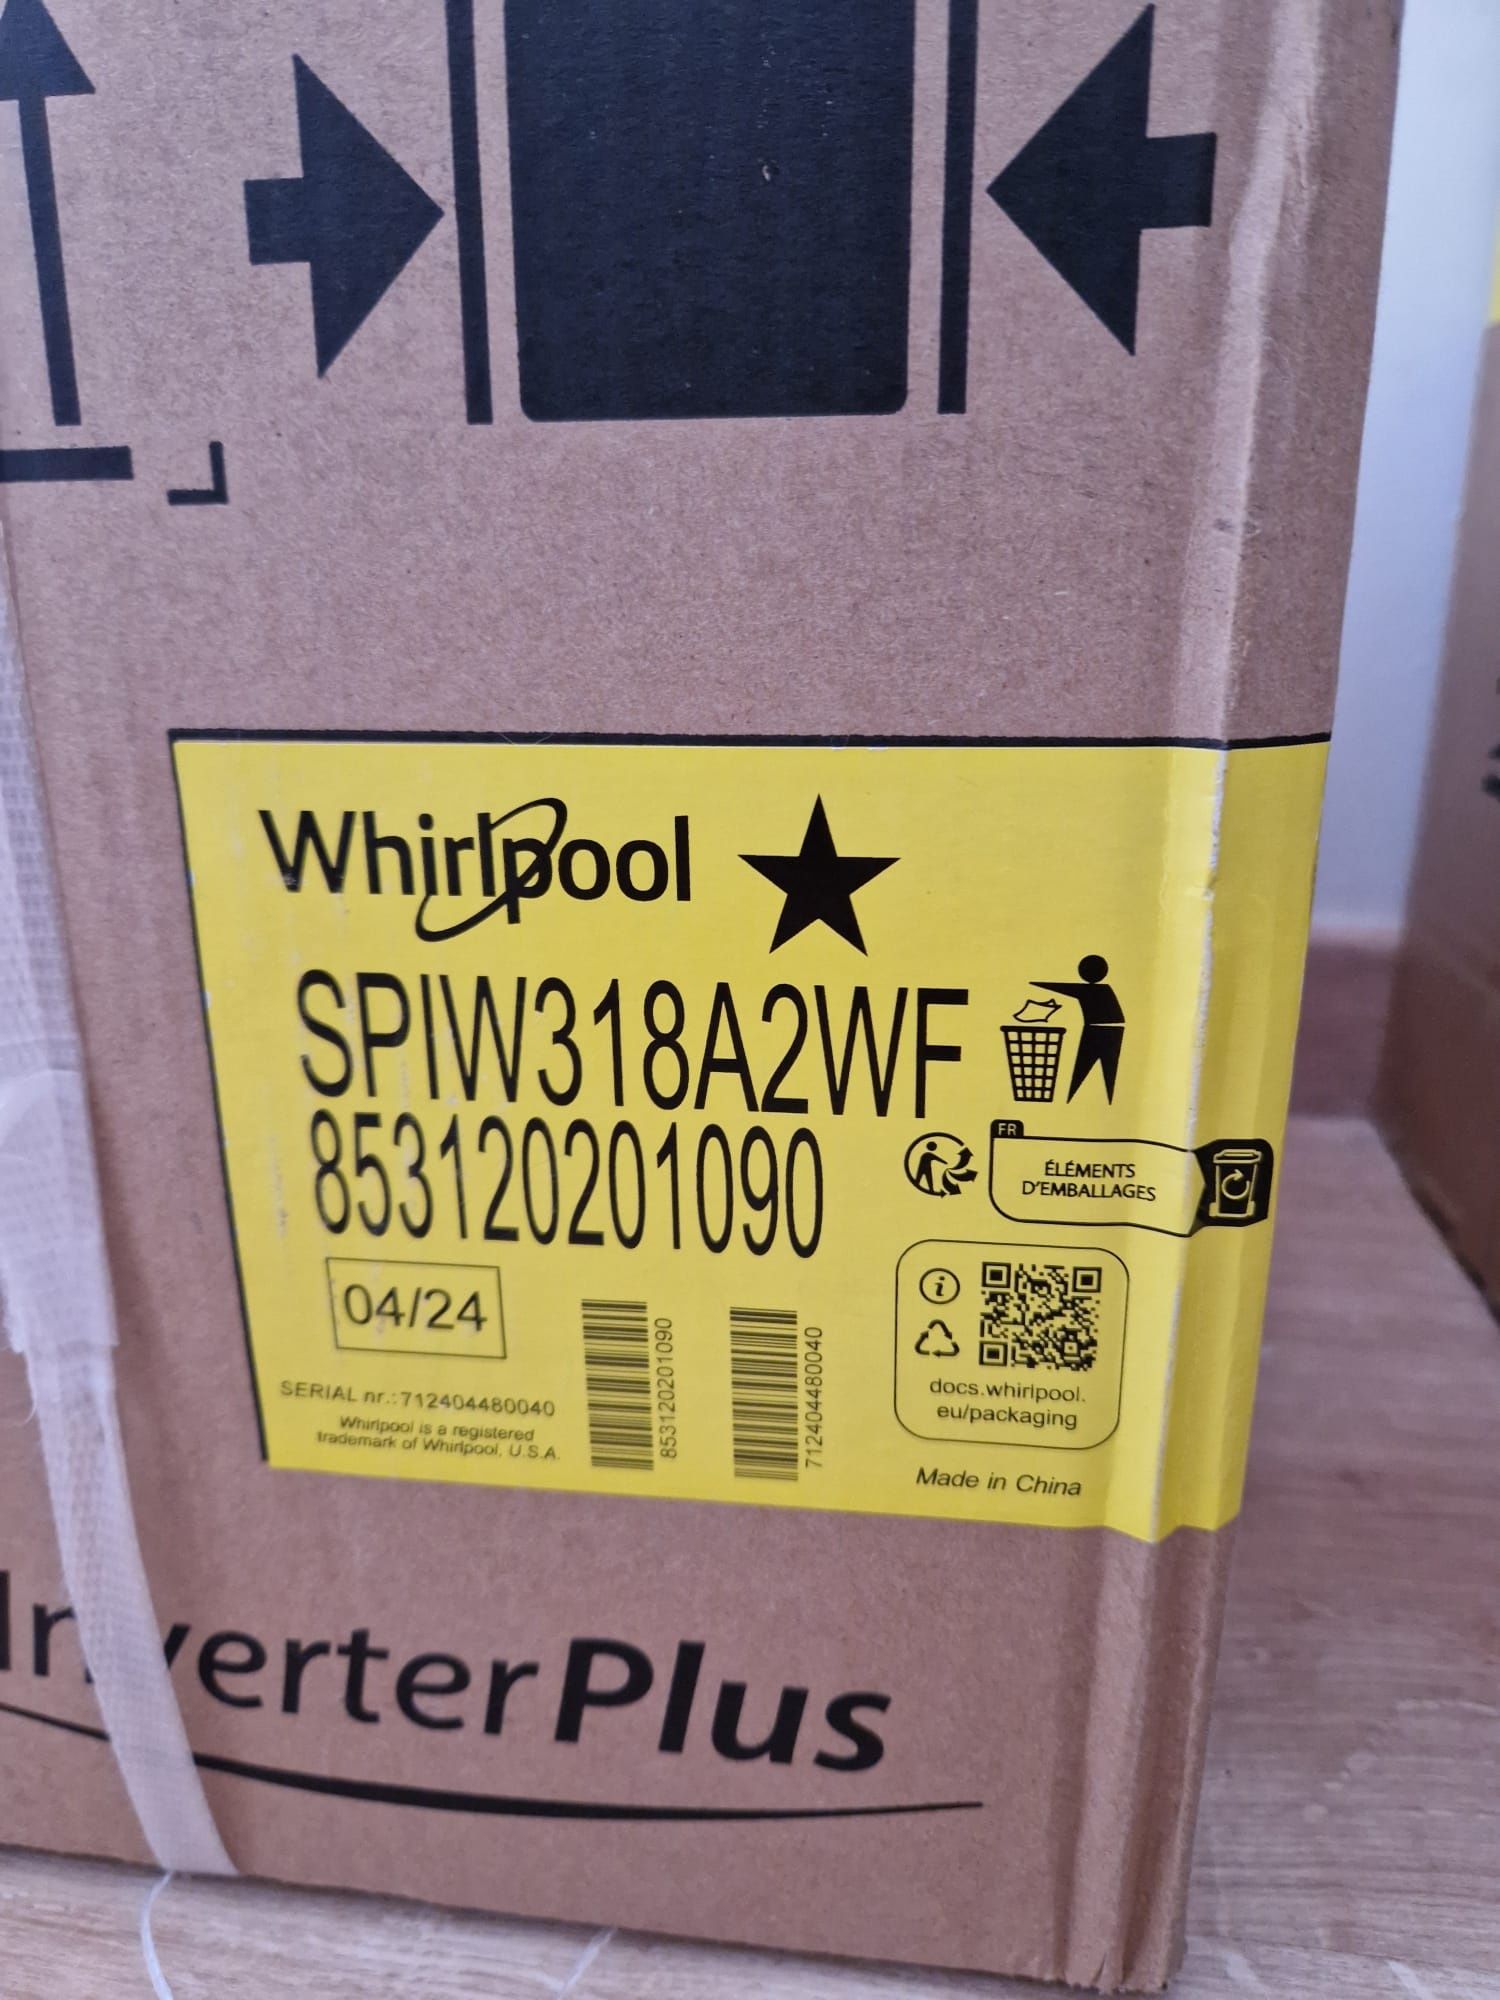 Whirlpool
SPIW318A2WF
853120201090
FR
ÉLÉMENTS
D'EMBALLAGES
04/24
853120201090
712404480040
SERIAL nr.:712404480040
Whirlpool is a registered
trademark of Whirlpool, U.S.A.
i
docs.whirlpool.
eu/packaging
Made in China
InverterPlus